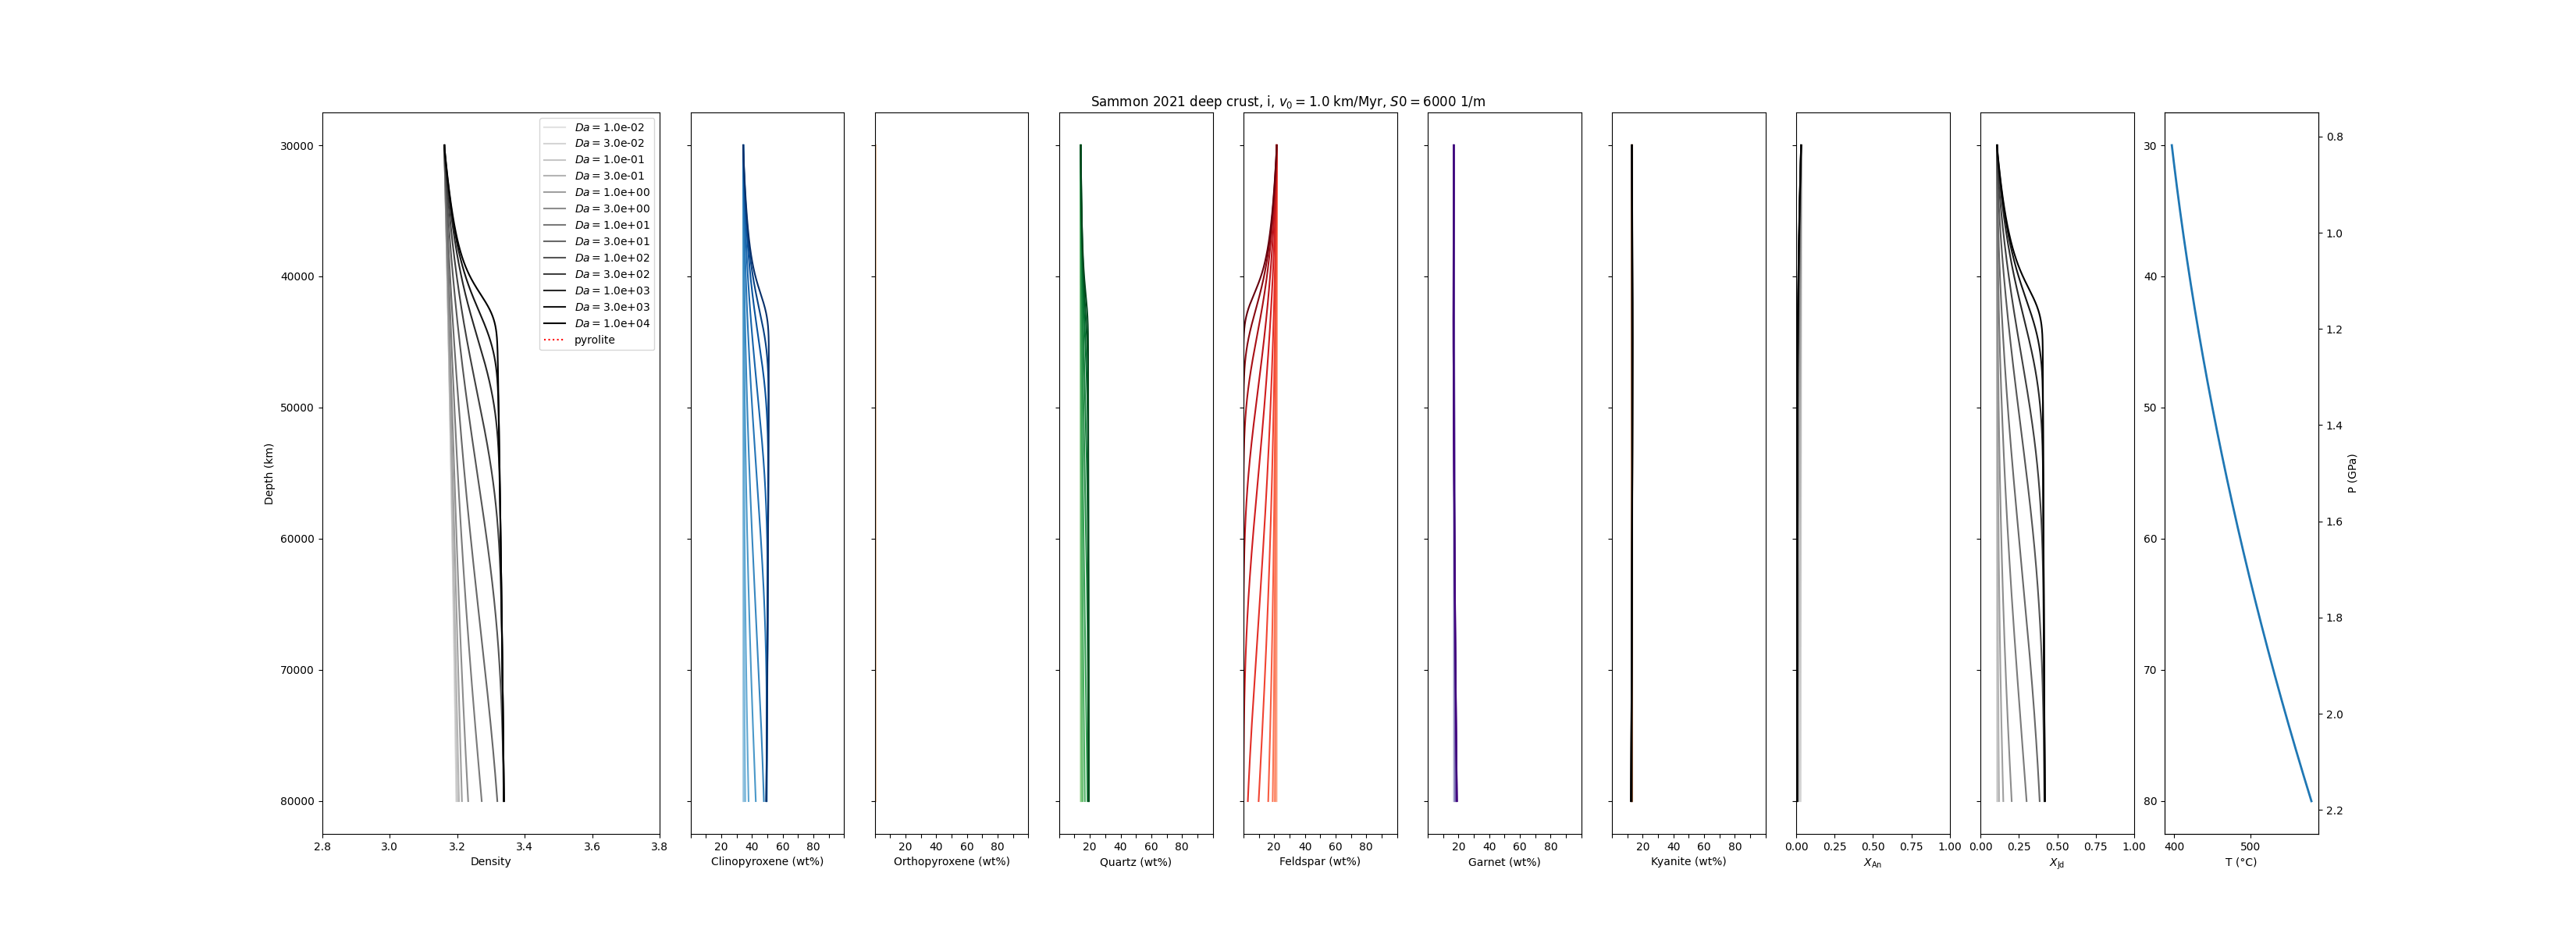 Sammon 2021 deep crust, i, v₀ = 1.0 km/Myr, S0 = 6000 1/m
Da = 1.0e-02
Da = 3.0e-02
Da = 1.0e-01
Da = 3.0e-01
Da = 1.0e+00
Da = 3.0e+00
Da = 1.0e+01
Da = 3.0e+01
Da = 1.0e+02
Da = 3.0e+02
Da = 1.0e+03
Da = 3.0e+03
Da = 1.0e+04
pyrolite
Depth (km)
30000
40000
50000
60000
70000
80000
2.8 3.0 3.2 3.4 3.6 3.8
Density
20 40 60 80
Clinopyroxene (wt%)
20 40 60 80
Orthopyroxene (wt%)
20 40 60 80
Quartz (wt%)
20 40 60 80
Feldspar (wt%)
20 40 60 80
Garnet (wt%)
20 40 60 80
Kyanite (wt%)
0.00 0.25 0.50 0.75 1.00
X_An
0.00 0.25 0.50 0.75 1.00
X_Jd
30
40
50
60
70
80
400 500
T (°C)
0.8
1.0
1.2
1.4
1.6
1.8
2.0
2.2
P (GPa)